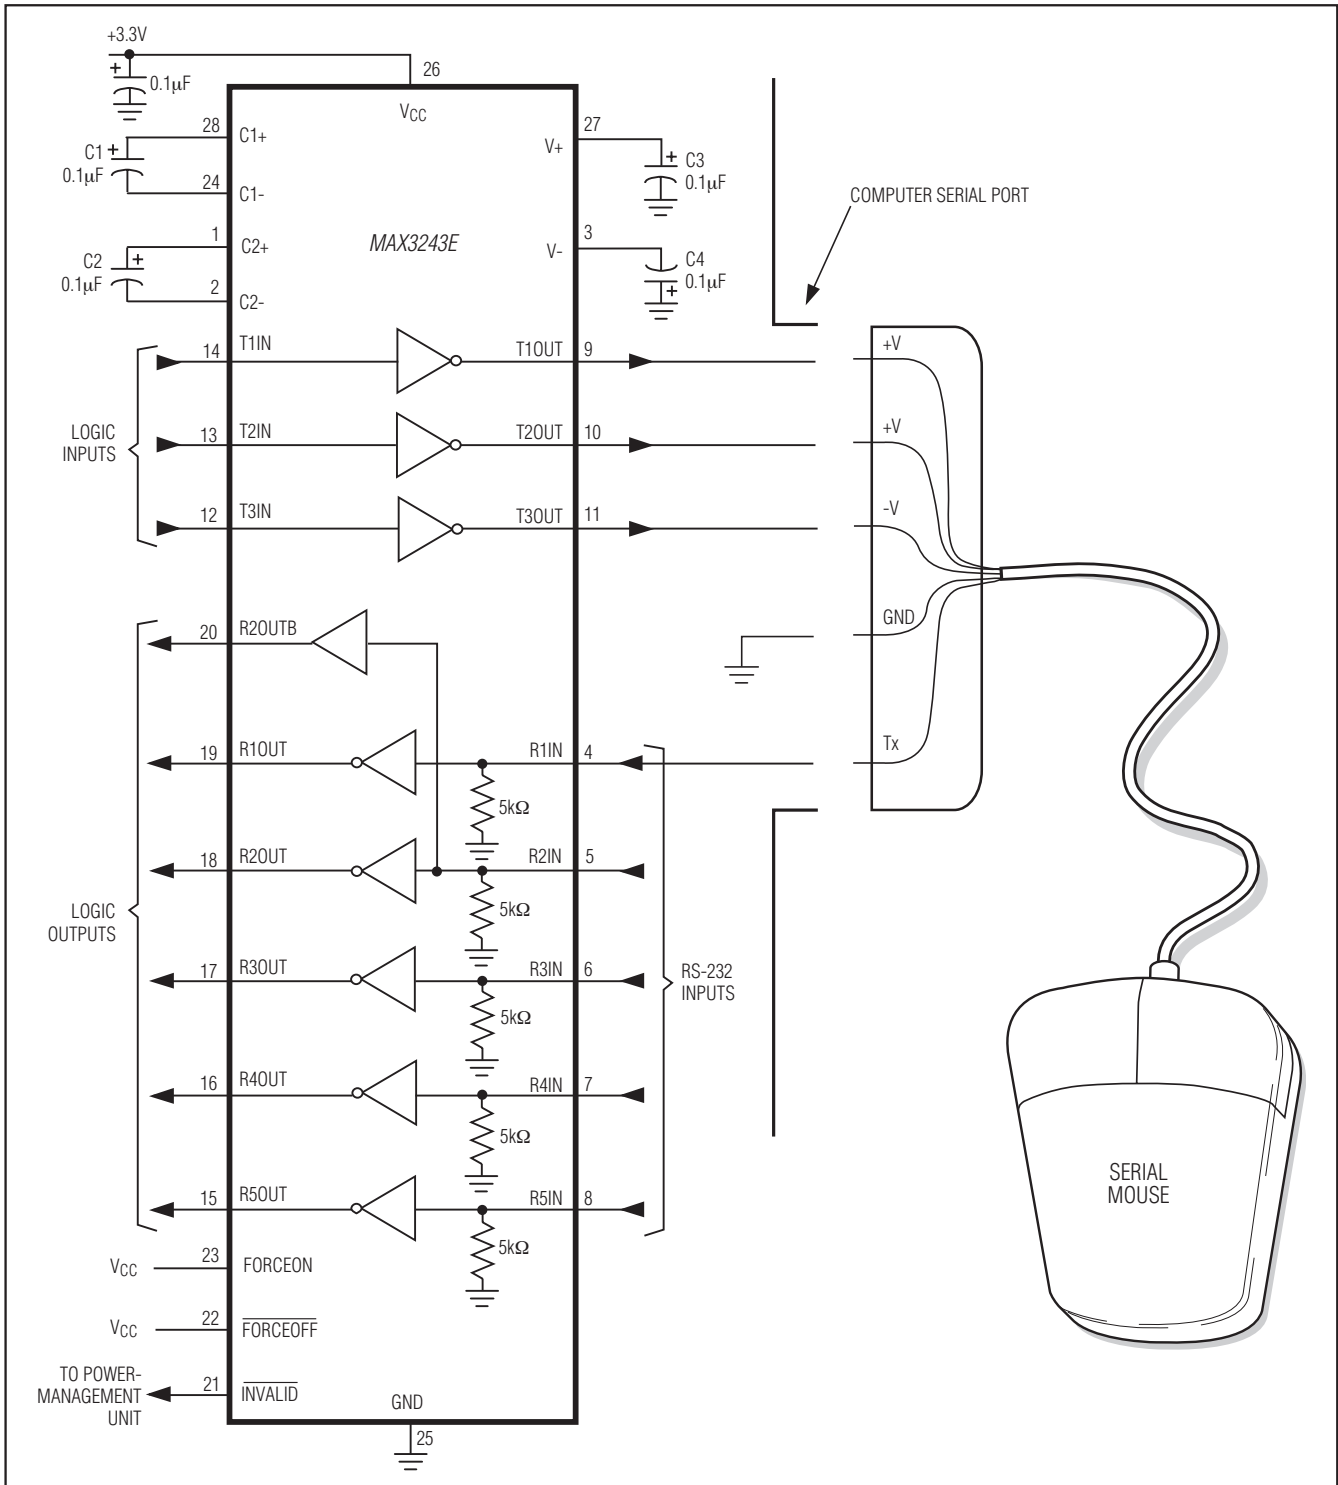 +3.3V
0.1µF
26
VCC
28
C1+
C1
+
0.1µF
24
C1-
1
C2+
C2
+
0.1µF
2
C2-
27
V+
+
C3
0.1µF
3
V-
C4
0.1µF
+
+
MAX3243E
COMPUTER SERIAL PORT
LOGIC
INPUTS
14
T1IN
T1OUT
9
13
T2IN
T2OUT
10
12
T3IN
T3OUT
11
+V
+V
-V
GND
Tx
LOGIC
OUTPUTS
20
R2OUTB
19
R1OUT
R1IN
4
5kΩ
18
R2OUT
R2IN
5
5kΩ
17
R3OUT
R3IN
6
5kΩ
16
R4OUT
R4IN
7
5kΩ
15
R5OUT
R5IN
8
5kΩ
RS-232
INPUTS
VCC
23
FORCEON
VCC
22
FORCEOFF
TO POWER-
MANAGEMENT
UNIT
21
INVALID
GND
25
SERIAL
MOUSE